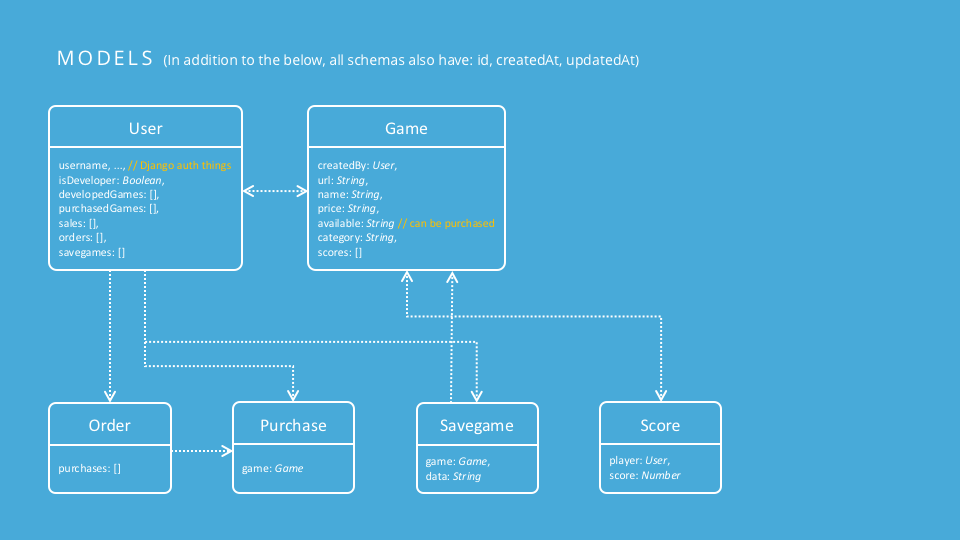 MODELS (In addition to the below, all schemas also have: id, createdAt, updatedAt)
User
username, ..., // Django auth things
isDeveloper: Boolean,
developedGames: [],
purchasedGames: [],
sales: [],
orders: [],
savegames: []
Game
createdBy: User,
url: String,
name: String,
price: String,
available: String // can be purchased
category: String,
scores: []
Order
purchases: []
Purchase
game: Game
Savegame
game: Game,
data: String
Score
player: User,
score: Number